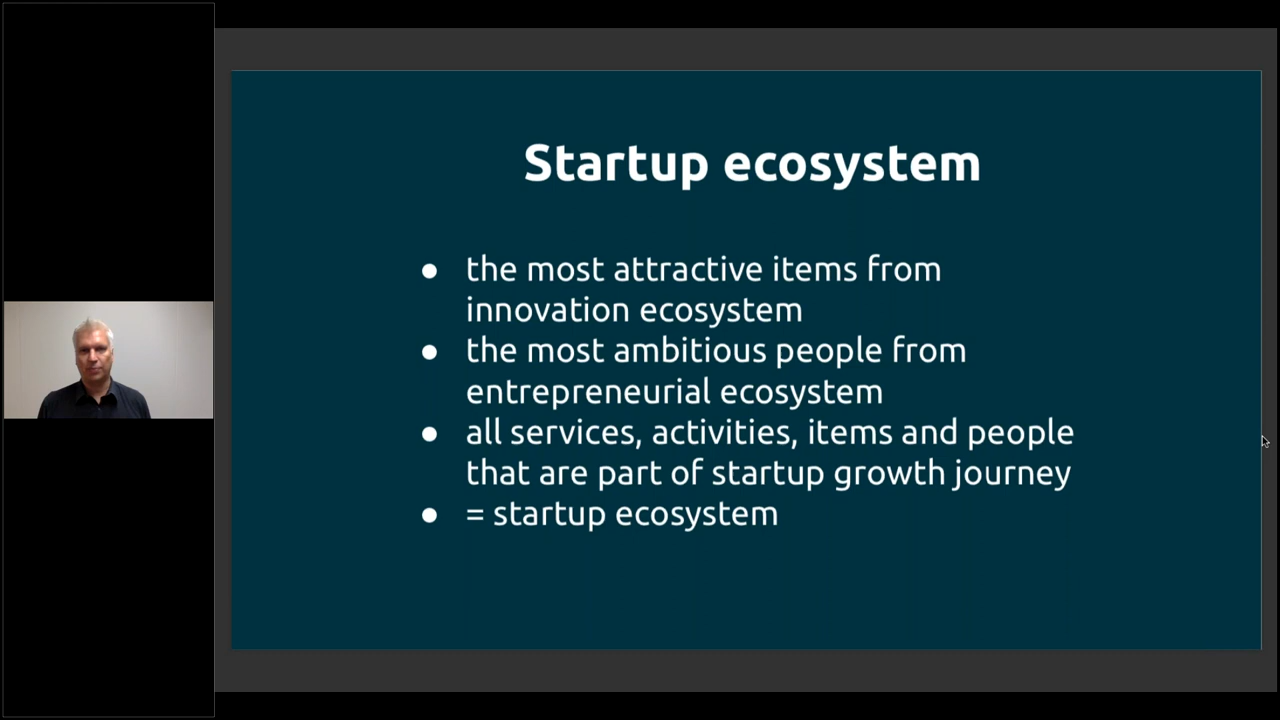 Startup ecosystem
● the most attractive items from
innovation ecosystem
● the most ambitious people from
entrepreneurial ecosystem
● all services, activities, items and people
that are part of startup growth journey
● = startup ecosystem